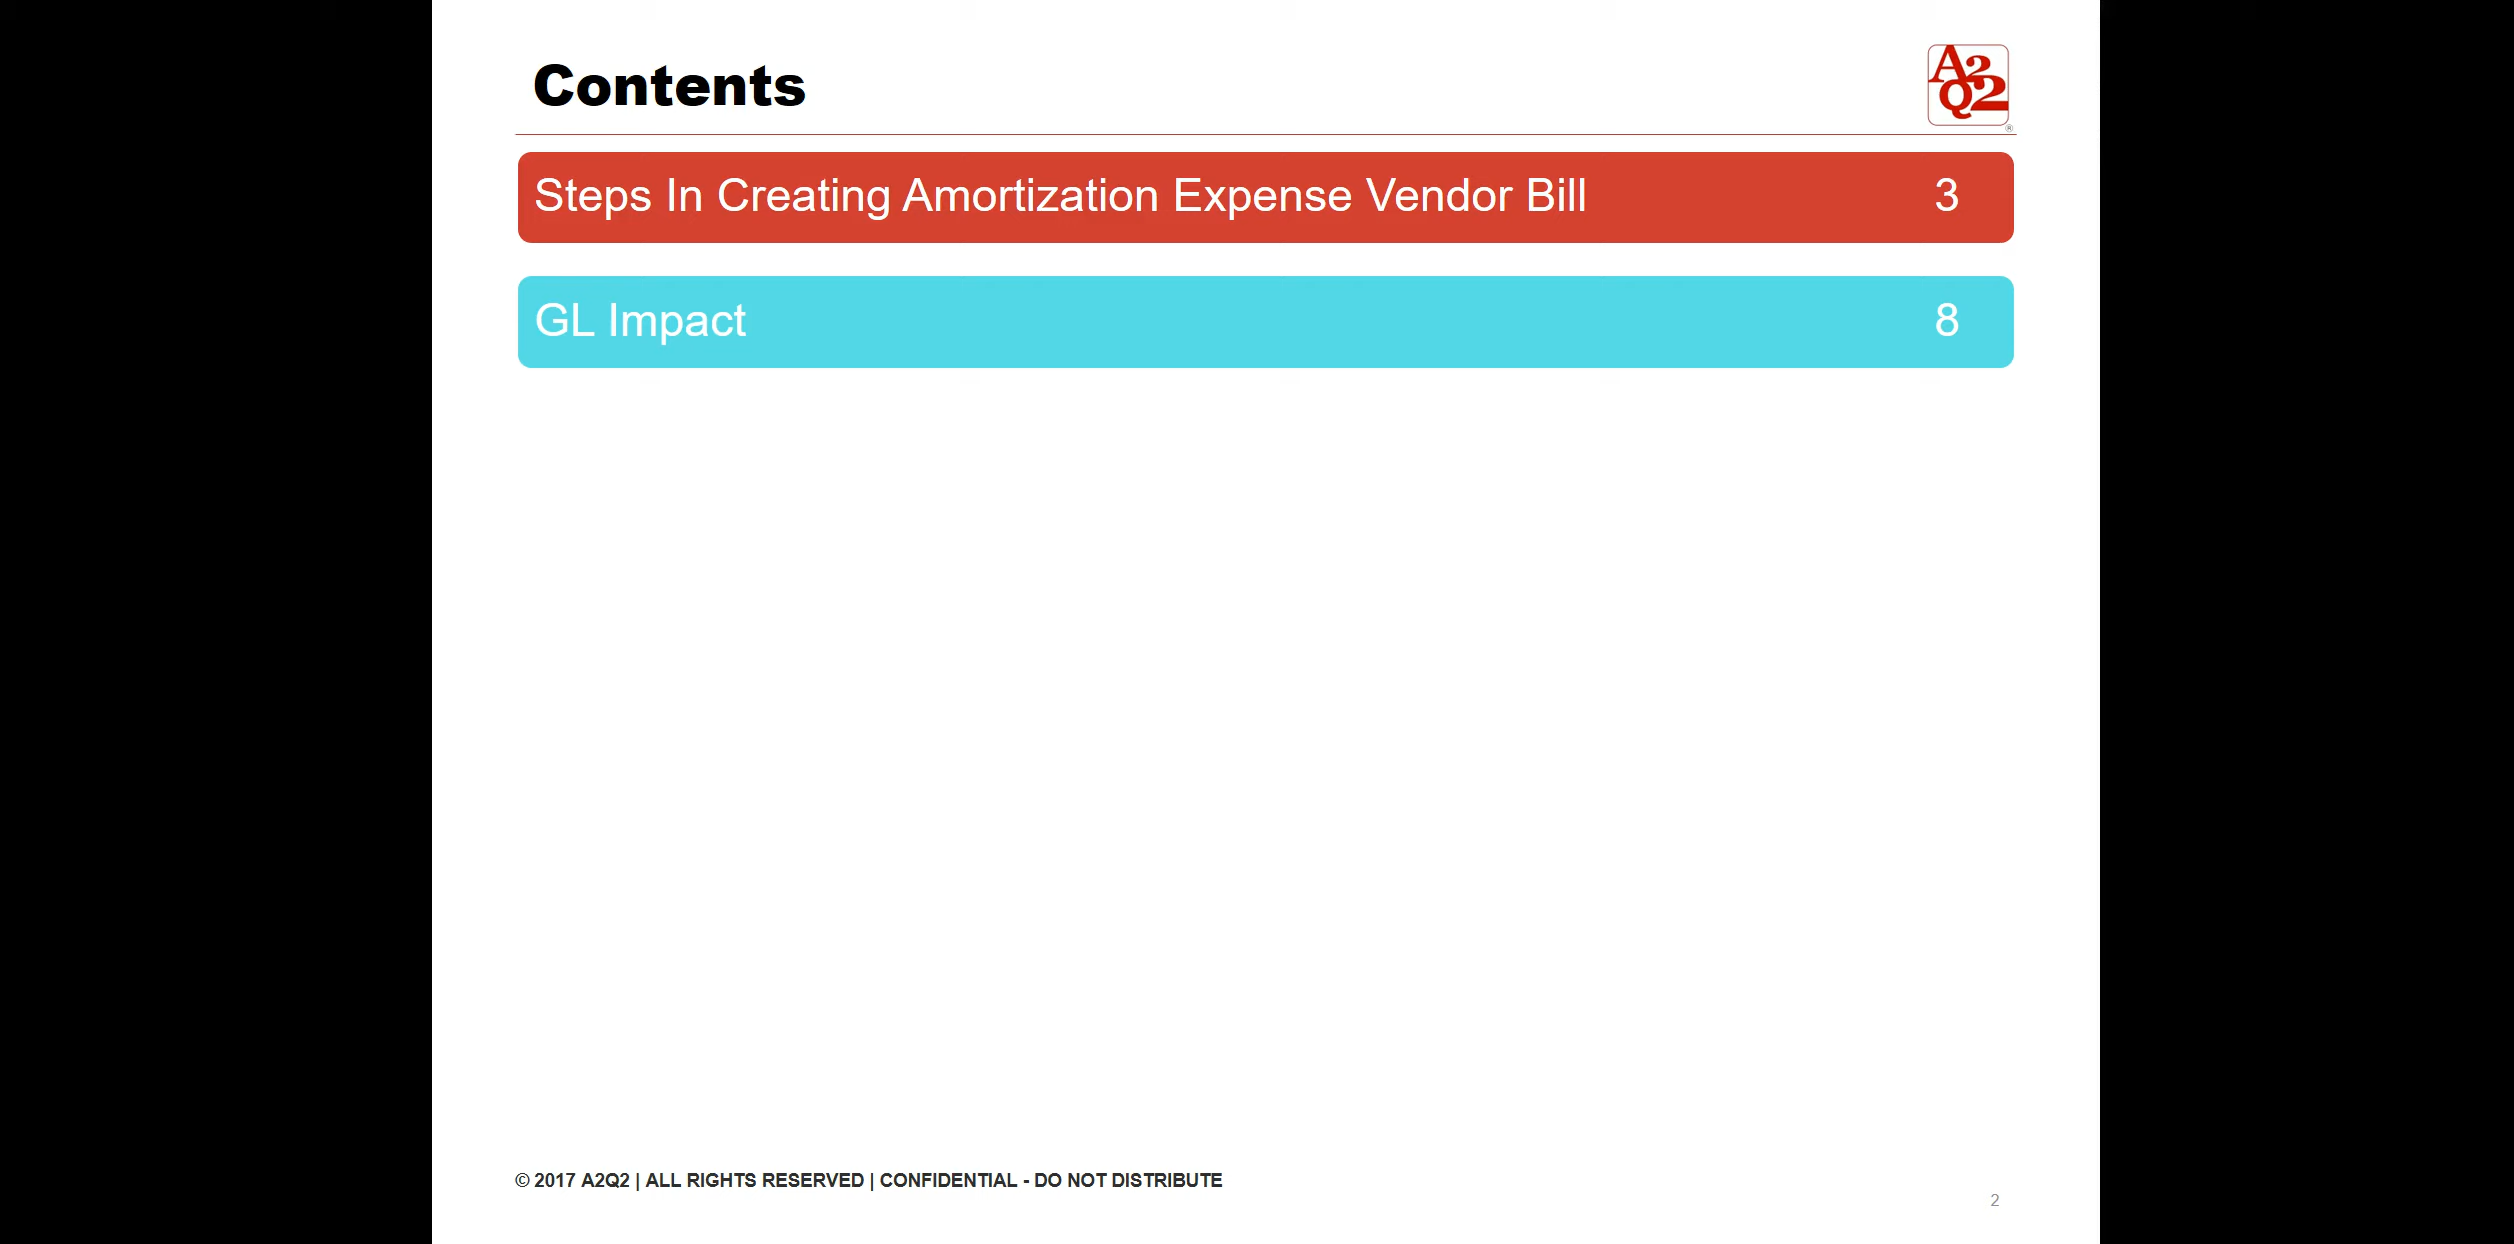 Contents
A2Q2
®
Steps In Creating Amortization Expense Vendor Bill 3
GL Impact 8
© 2017 A2Q2 | ALL RIGHTS RESERVED | CONFIDENTIAL - DO NOT DISTRIBUTE
2